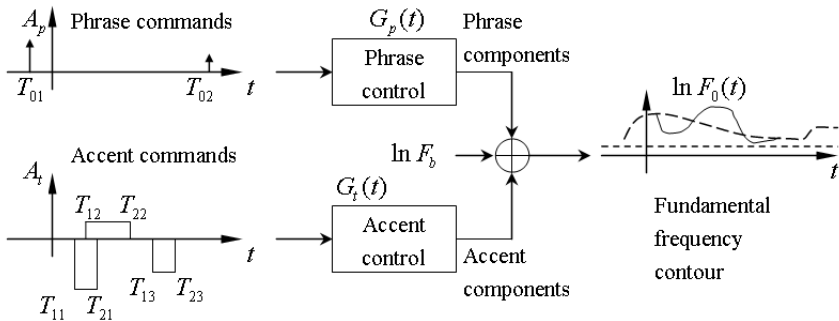 A_p
Phrase commands
T_01
T_02
t
G_p(t)
Phrase
control
Phrase
components
ln F_b
ln F_0(t)
t
Fundamental
frequency
contour
Accent commands
A_t
T_12
T_22
t
T_11
T_21
T_13
T_23
G_t(t)
Accent
control
Accent
components